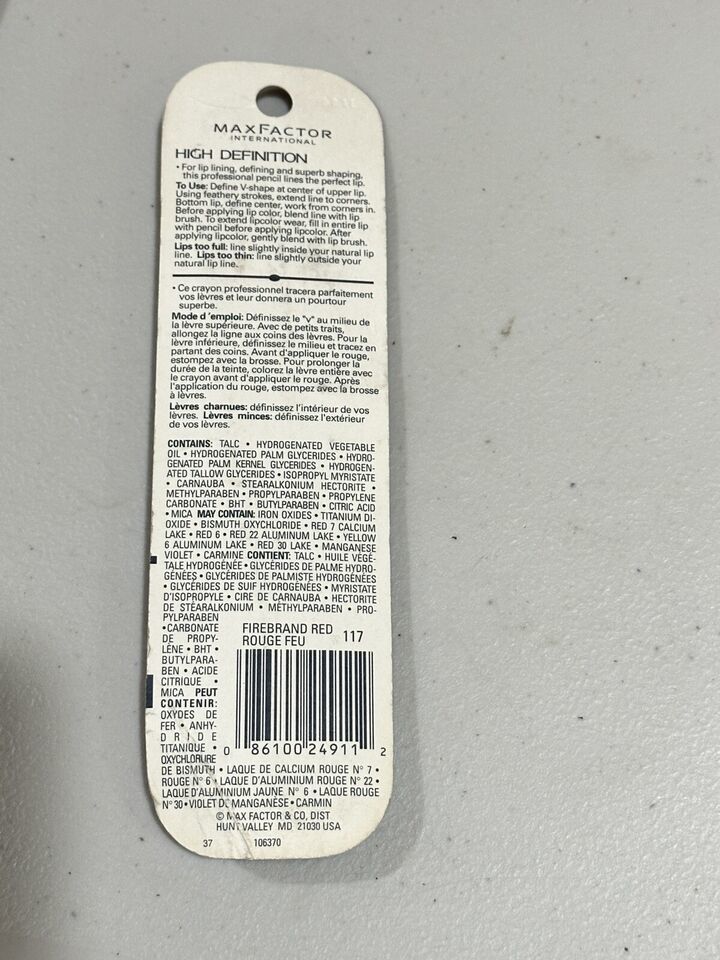 MAXFACTOR
INTERNATIONAL
HIGH DEFINITION
• For lip lining, defining and superb shaping,
this professional pencil lines the perfect lip.
To Use: Define V-shape at center of upper lip.
Using feathery strokes, extend line to corners.
Bottom lip, define center, work from corners in.
Before applying lip color, blend line with lip
brush. To extend lipcolor wear, fill in entire lip
with pencil before applying lipcolor. After
applying lipcolor, gently blend with lip brush.
Lips too full: line slightly inside your natural lip
line. Lips too thin: line slightly outside your
natural lip line.
• Ce crayon professionnel tracera parfaitement
vos lèvres et leur donnera un pourtour
superbe.
Mode d'emploi: Définissez le "v" au milieu de
la lèvre supérieure. Avec de petits traits,
allongez la ligne aux coins des lèvres. Pour la
lèvre inférieure, définissez le milieu et tracez en
partant des coins. Avant d'appliquer le rouge,
estompez avec la brosse. Pour prolonger la
durée de la teinte, colorez la lèvre entière avec
le crayon avant d'appliquer le rouge. Après
l'application du rouge, estompez avec la brosse
à lèvres.
Lèvres charnues: définissez l'intérieur de vos
lèvres. Lèvres minces: définissez l'extérieur
de vos lèvres.
CONTAINS: TALC • HYDROGENATED VEGETABLE
OIL • HYDROGENATED PALM GLYCERIDES • HYDRO-
GENATED PALM KERNEL GLYCERIDES • HYDROGEN-
ATED TALLOW GLYCERIDES • ISOPROPYL MYRISTATE
• CARNAUBA • STEARALKONIUM HECTORITE •
METHYLPARABEN • PROPYLPARABEN • PROPYLENE
CARBONATE • BHT • BUTYLPARABEN • CITRIC ACID
• MICA MAY CONTAIN: IRON OXIDES • TITANIUM DI-
OXIDE • BISMUTH OXYCHLORIDE • RED 7 CALCIUM
LAKE • RED 6 • RED 22 ALUMINUM LAKE • YELLOW
6 ALUMINUM LAKE • RED 30 LAKE • MANGANESE
VIOLET • CARMINE CONTIENT: TALC • HUILE VÉGÉ-
TALE HYDROGÉNÉE • GLYCÉRIDES DE PALME HYDRO-
GÉNÉES • GLYCÉRIDES DE PALMISTE HYDROGÉNÉES
• GLYCÉRIDES DE SUIF HYDROGÉNÉES • MYRISTATE
D'ISOPROPYLE • CIRE DE CARNAUBA • HECTORITE
DE STÉARALKONIUM • MÉTHYLPARABEN • PRO-
PYLPARABEN
• CARBONATE
DE PROPY-
LÈNE • BHT •
BUTYLPARA-
BEN • ACIDE
CITRIQUE •
MICA PEUT
CONTENIR:
OXYDES DE
FER • ANHY-
DRIDE
TITANIQUE •
OXYCHLORURE
DE BISMUTH • LAQUE DE CALCIUM ROUGE N° 7 •
ROUGE N° 6 • LAQUE D'ALUMINIUM ROUGE N° 22 •
LAQUE D'ALUMINIUM JAUNE N° 6 • LAQUE ROUGE
N° 30 • VIOLET DE MANGANÈSE • CARMIN
FIREBRAND RED
ROUGE FEU 117
0 86100 24911 2
© MAX FACTOR & CO, DIST
HUNT VALLEY MD 21030 USA
37 106370